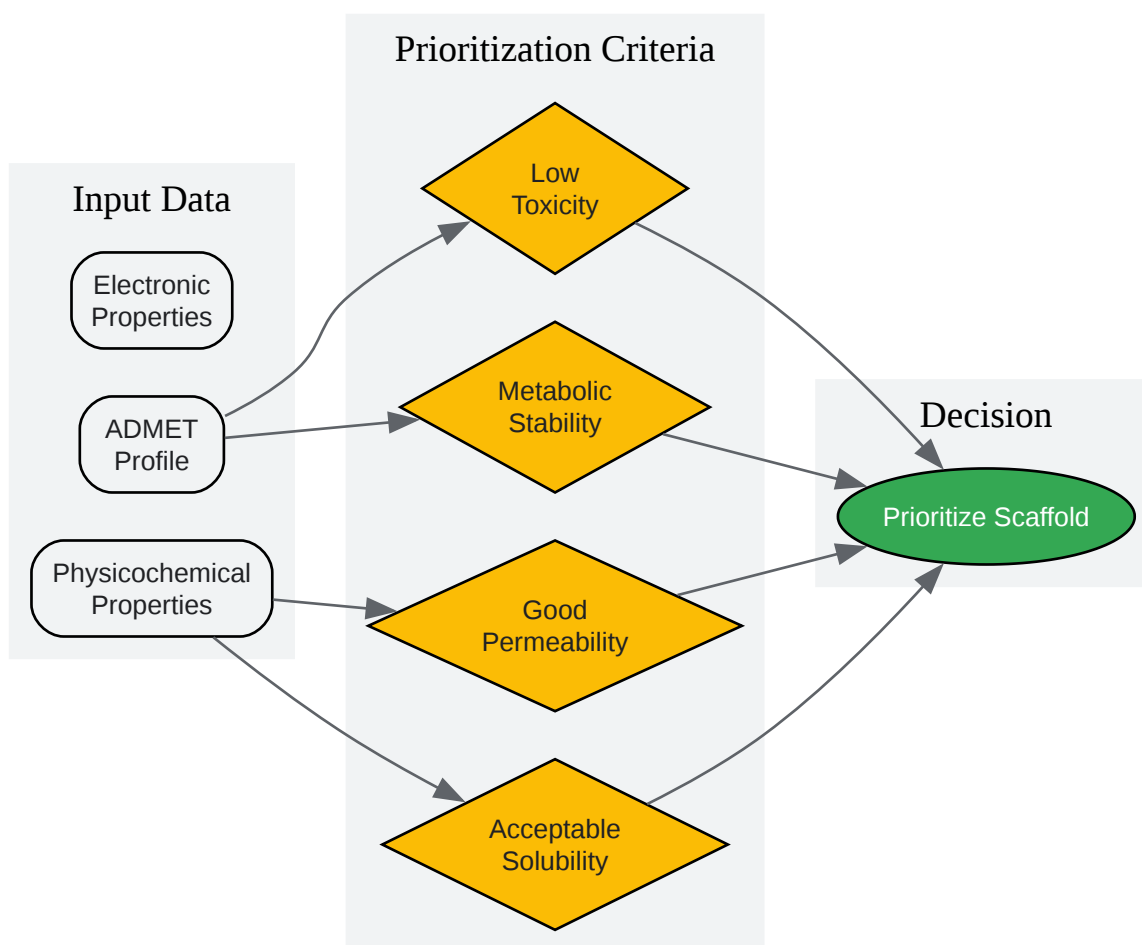 Input Data
Electronic
Properties
ADMET
Profile
Physicochemical
Properties
Prioritization Criteria
Low
Toxicity
Metabolic
Stability
Good
Permeability
Acceptable
Solubility
Decision
Prioritize Scaffold